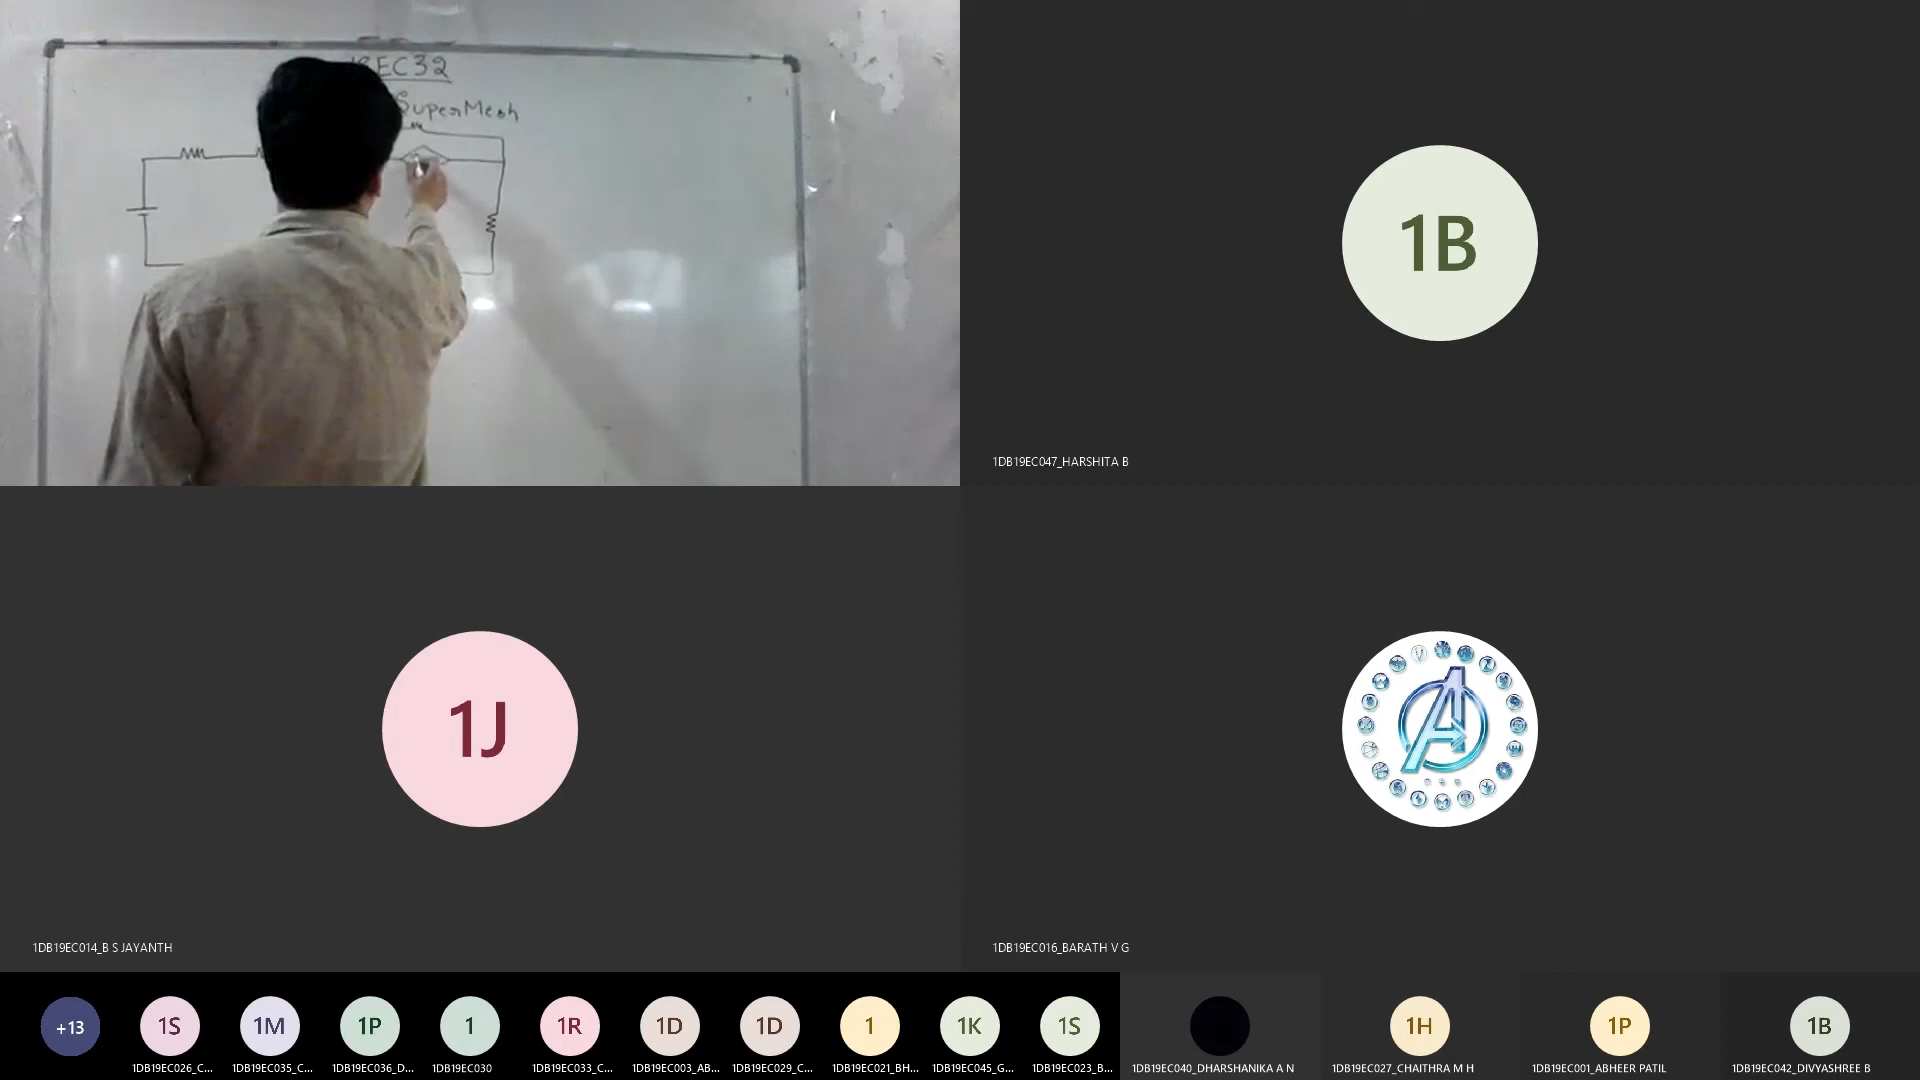 EC32
SuperMesh
1B
1DB19EC047_HARSHITA B
1J
1DB19EC014_B S JAYANTH
A
1DB19EC016_BARATH V G
+13
1S
1M
1P
1
1R
1D
1D
1
1K
1S
1H
1P
1B
1DB19EC026_C...
1DB19EC035_C...
1DB19EC036_D...
1DB19EC030
1DB19EC033_C...
1DB19EC003_AB...
1DB19EC029_C...
1DB19EC021_BH...
1DB19EC045_G...
1DB19EC023_B...
1DB19EC040_DHARSHANIKA A N
1DB19EC027_CHAITHRA M H
1DB19EC001_ABHEER PATIL
1DB19EC042_DIVYASHREE B